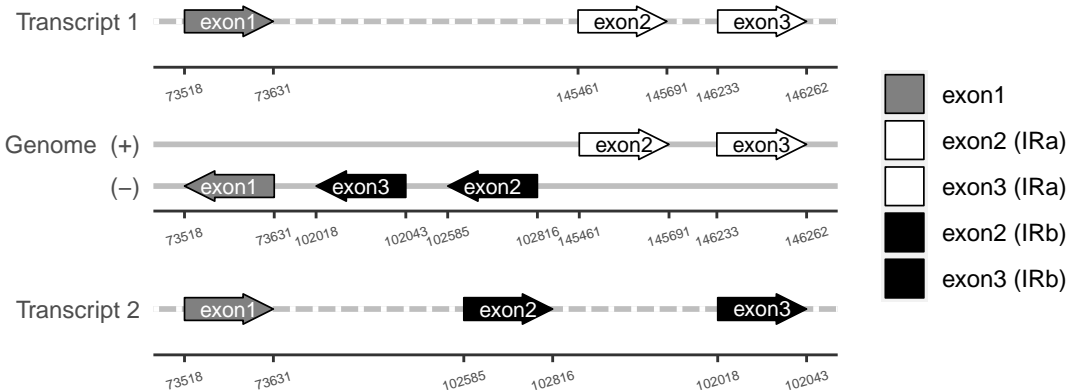 Transcript 1 exon1 exon2 exon3
73518 73631 145461 145691 146233 146262
Genome (+) exon2 exon3
(–) exon1 exon3 exon2
73518 73631 102018 102043 102585 102816 145461 145691 146233 146262
Transcript 2 exon1 exon2 exon3
73518 73631 102585 102816 102018 102043
exon1
exon2 (IRa)
exon3 (IRa)
exon2 (IRb)
exon3 (IRb)